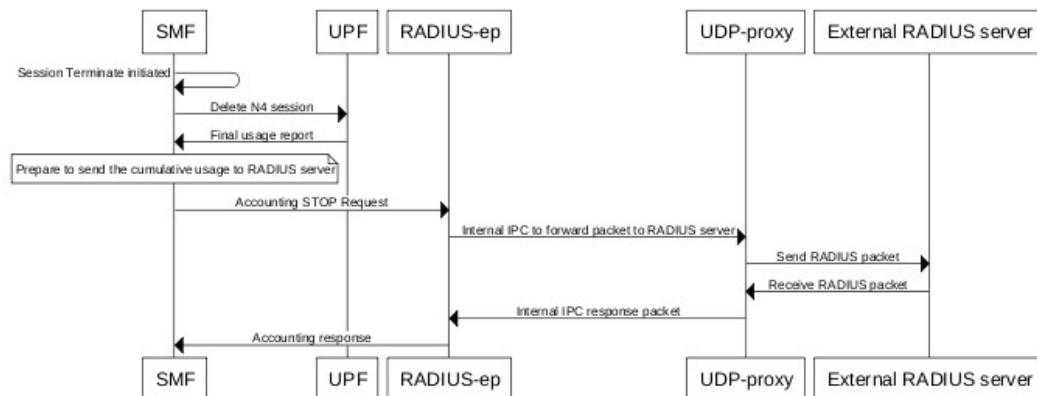 SMF
UPF
RADIUS-ep
UDP-proxy
External RADIUS server
Session Terminate initiated
Delete N4 session
Final usage report
Prepare to send the cumulative usage to RADIUS server
Accounting STOP Request
Internal IPC to forward packet to RADIUS server
Send RADIUS packet
Receive RADIUS packet
Internal IPC response packet
Accounting response
SMF
UPF
RADIUS-ep
UDP-proxy
External RADIUS server